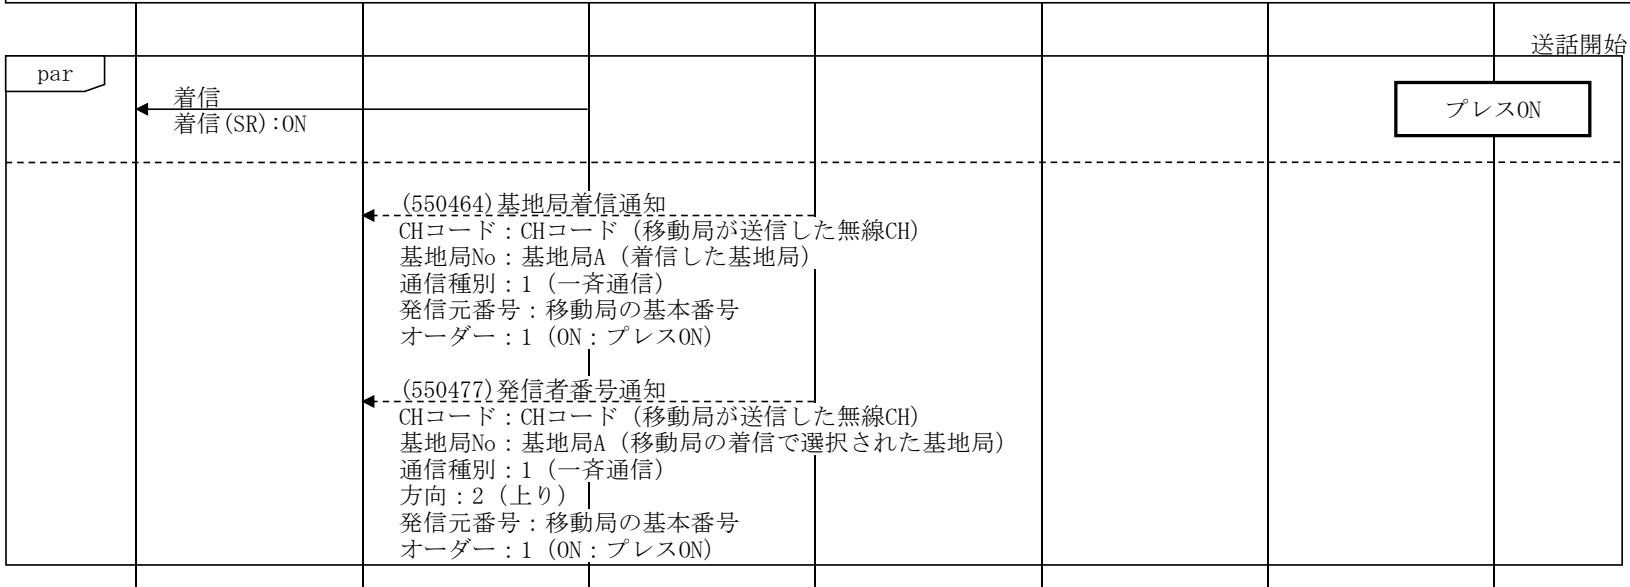 送話開始
par
着信
着信(SR):ON
プレスON
(550464)基地局着信通知
CHコード：CHコード（移動局が送信した無線CH）
基地局No：基地局A（着信した基地局）
通信種別：1（一斉通信）
発信元番号：移動局の基本番号
オーダー：1（ON：プレスON）
(550477)発信者番号通知
CHコード：CHコード（移動局が送信した無線CH）
基地局No：基地局A（移動局の着信で選択された基地局）
通信種別：1（一斉通信）
方向：2（上り）
発信元番号：移動局の基本番号
オーダー：1（ON：プレスON）